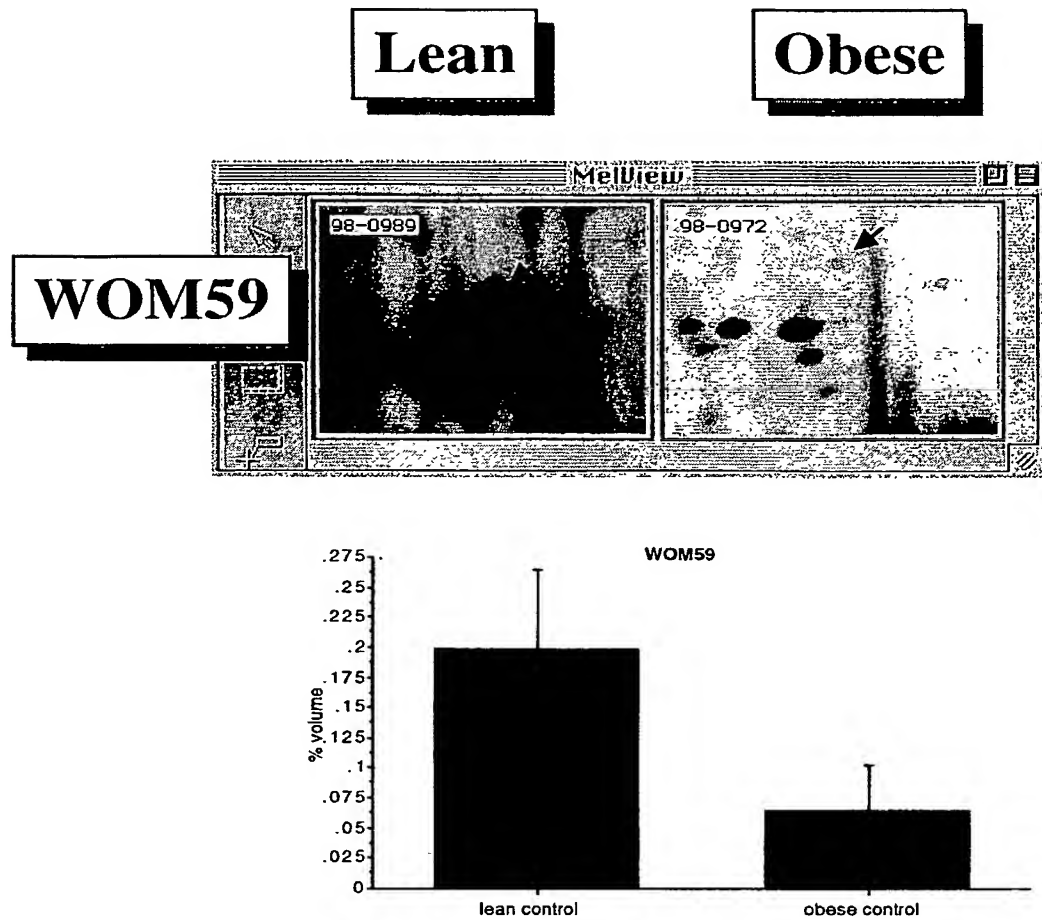 Lean
Obese
MelView
98-0989
98-0972
WOM59
WOM59
.275
.25
.225
.2
.175
.15
.125
.1
.075
.05
.025
0
% volume
lean control
obese control